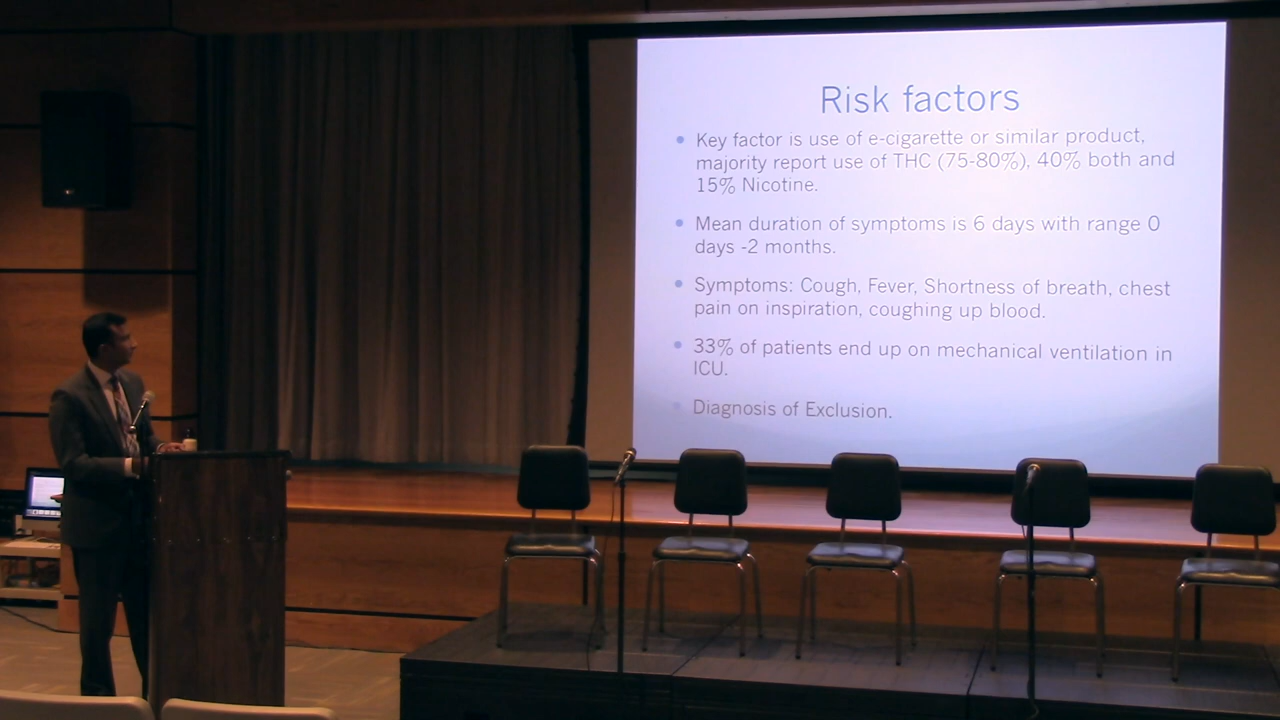 Risk factors
• Key factor is use of e-cigarette or similar product,
majority report use of THC (75-80%), 40% both and
15% Nicotine.
• Mean duration of symptoms is 6 days with range 0
days -2 months.
• Symptoms: Cough, Fever, Shortness of breath, chest
pain on inspiration, coughing up blood.
• 33% of patients end up on mechanical ventilation in
ICU.
• Diagnosis of Exclusion.